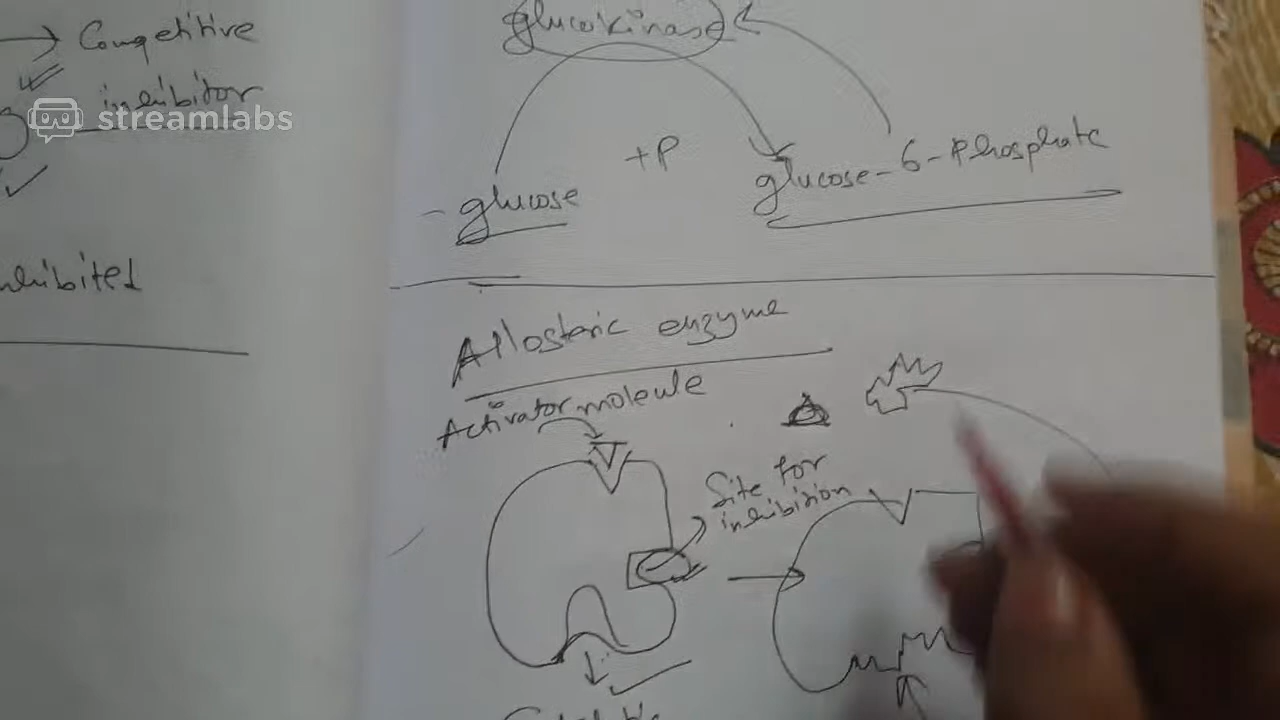 Competitive
inhibitor
streamlabs
inhibited
glucokinase
+P
glucose
glucose-6-Phosphate
Allosteric enzyme
Activator molecule
Site for
inhibition